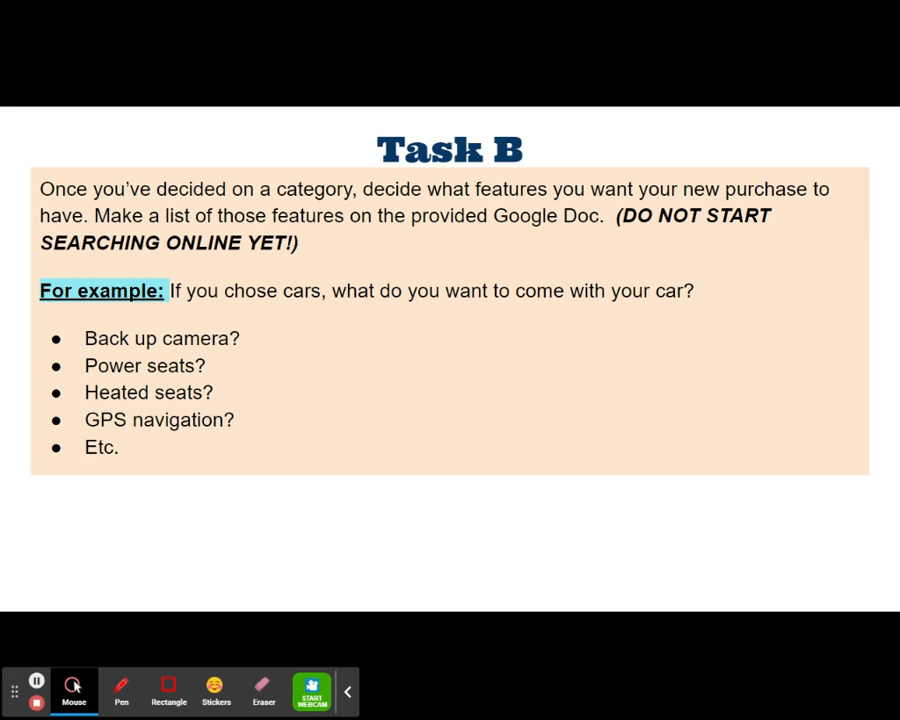 Task B
Once you've decided on a category, decide what features you want your new purchase to
have. Make a list of those features on the provided Google Doc. (DO NOT START
SEARCHING ONLINE YET!)
For example: If you chose cars, what do you want to come with your car?
● Back up camera?
● Power seats?
● Heated seats?
● GPS navigation?
● Etc.
Mouse Pen Rectangle Stickers Eraser START WEBCAM